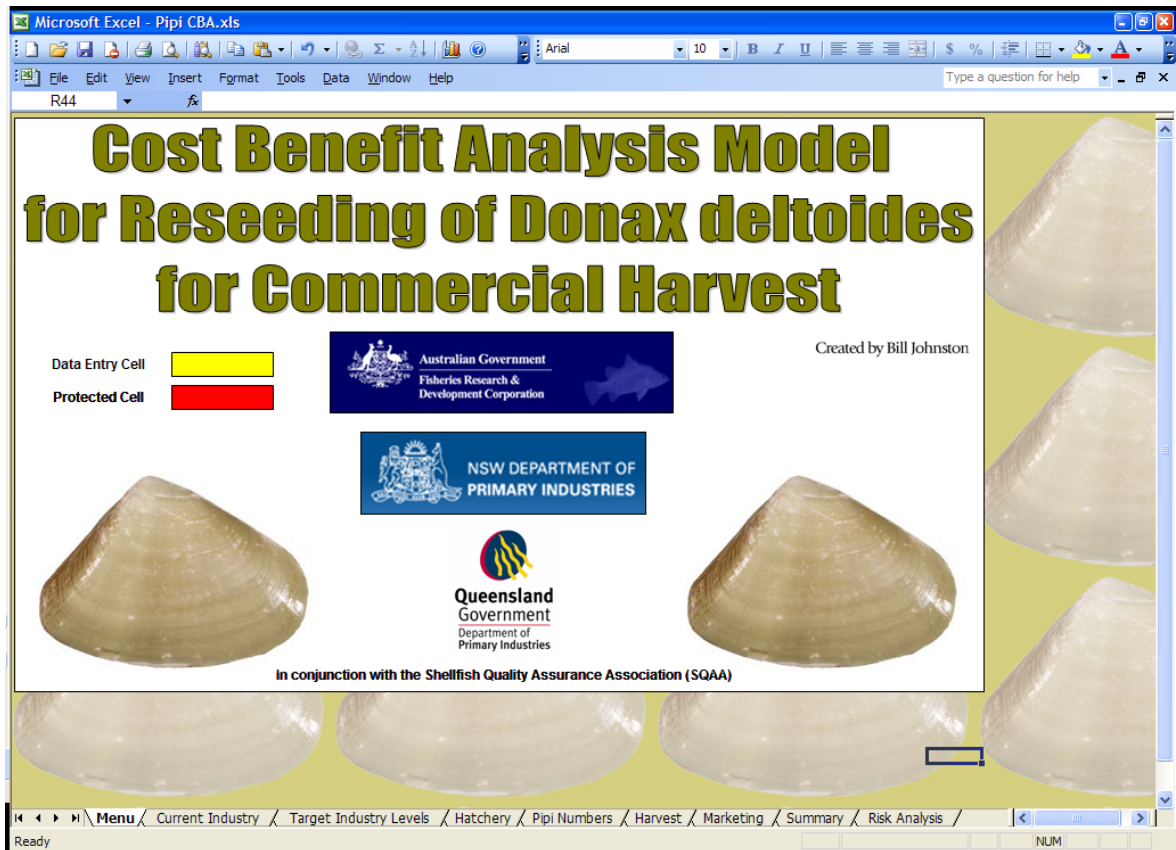 Microsoft Excel - Pipi CBA.xls
Arial 10 B I U $ % A
File Edit View Insert Format Tools Data Window Help Type a question for help
R44 fx
Cost Benefit Analysis Model
for Reseeding of Donax deltoides
for Commercial Harvest
Created by Bill Johnston
Data Entry Cell
Protected Cell
Australian Government
Fisheries Research &
Development Corporation
NSW DEPARTMENT OF
PRIMARY INDUSTRIES
Queensland
Government
Department of
Primary Industries
in conjunction with the Shellfish Quality Assurance Association (SQAA)
Menu Current Industry Target Industry Levels Hatchery Pipi Numbers Harvest Marketing Summary Risk Analysis
Ready NUM